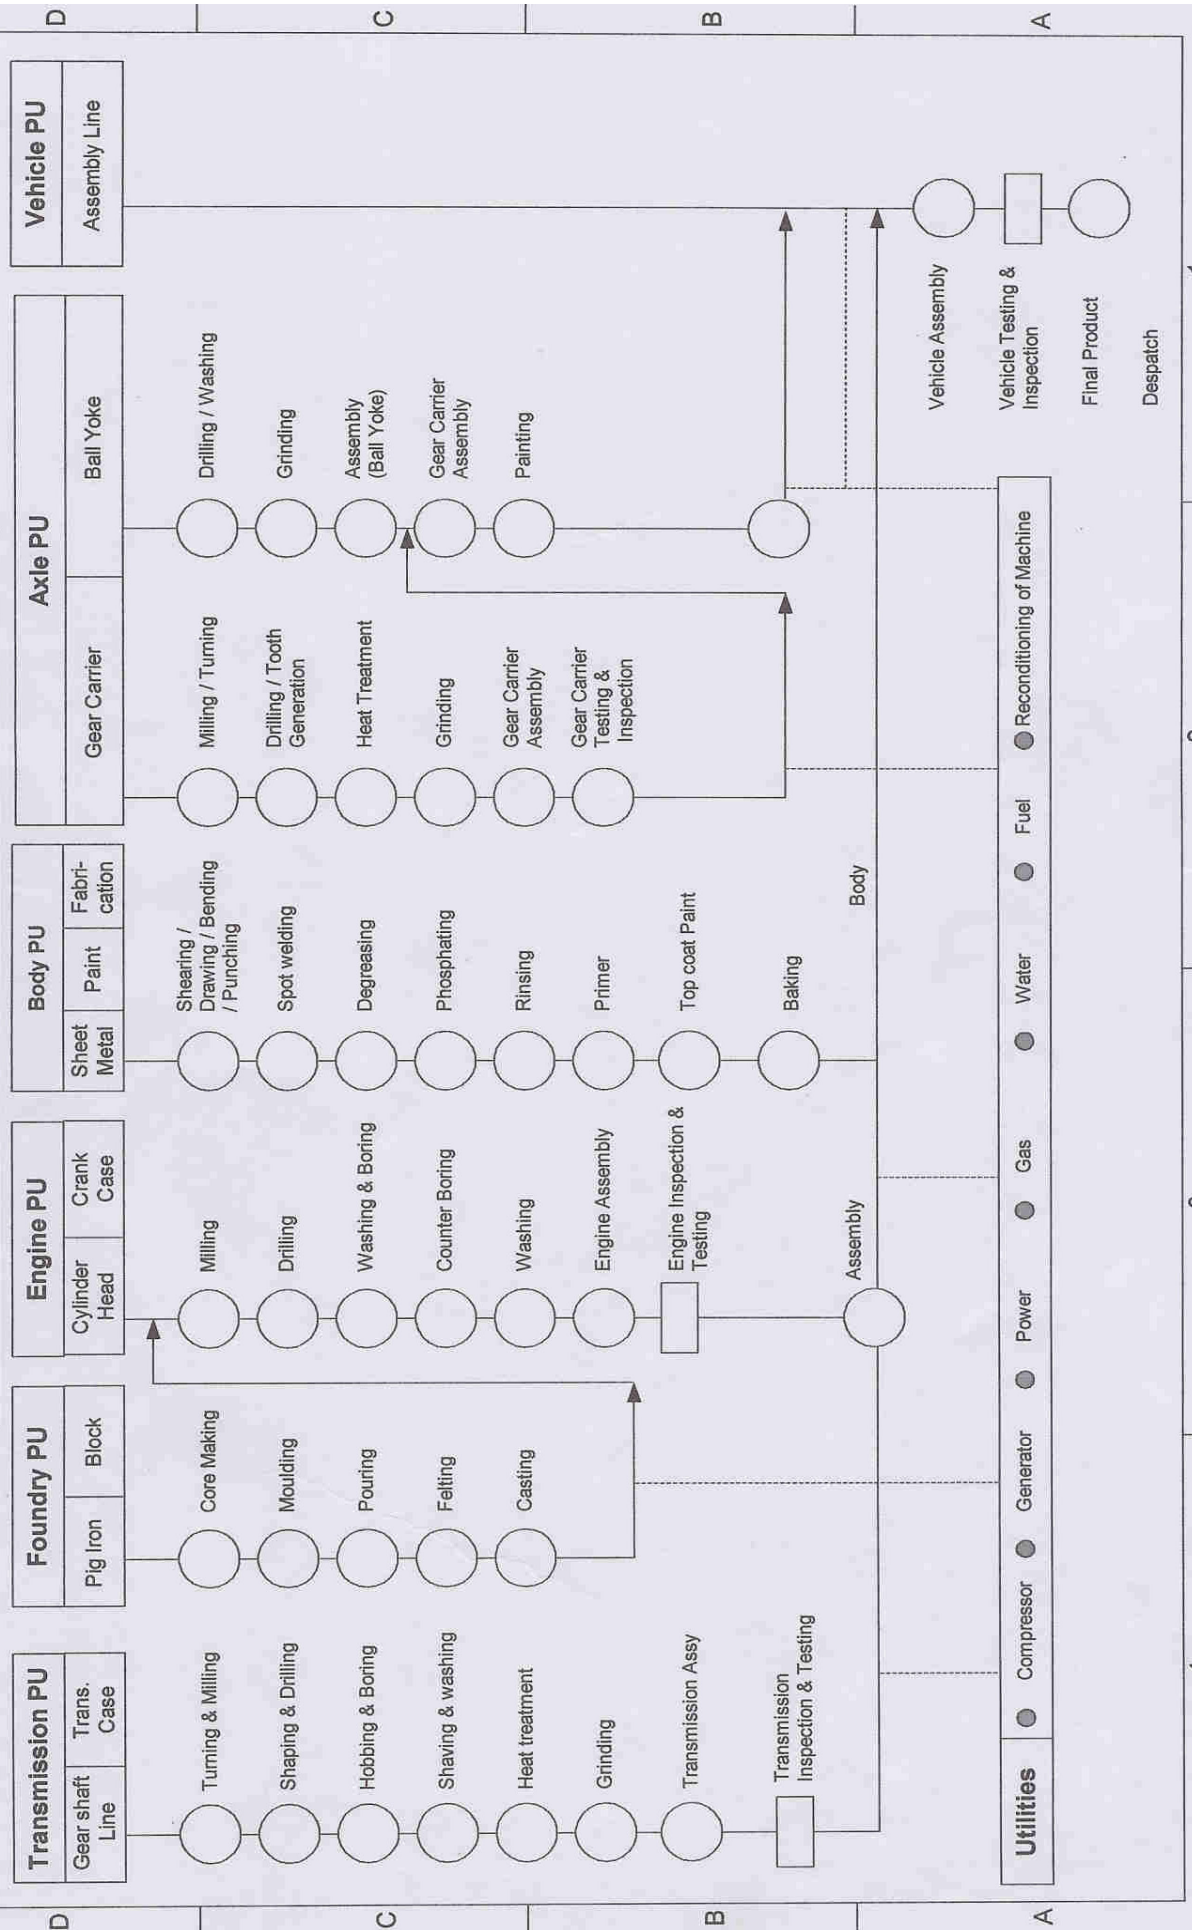 D
C
B
A
Transmission PU
Gear shaft
Line
Trans.
Case
Turning & Milling
Shaping & Drilling
Hobbing & Boring
Shaving & washing
Heat treatment
Grinding
Transmission Assy
Transmission
Inspection & Testing
Foundry PU
Pig Iron
Block
Core Making
Moulding
Pouring
Felting
Casting
Engine PU
Cylinder
Head
Crank
Case
Milling
Drilling
Washing & Boring
Counter Boring
Washing
Engine Assembly
Engine Inspection &
Testing
Assembly
Body PU
Sheet
Metal
Paint
Fabri-
cation
Shearing /
Drawing / Bending
/ Punching
Spot welding
Degreasing
Phosphating
Rinsing
Primer
Top coat Paint
Baking
Body
Axle PU
Gear Carrier
Ball Yoke
Milling / Turning
Drilling / Tooth
Generation
Heat Treatment
Grinding
Gear Carrier
Assembly
Gear Carrier
Testing &
Inspection
Drilling / Washing
Grinding
Assembly
(Ball Yoke)
Gear Carrier
Assembly
Painting
Vehicle PU
Assembly Line
Vehicle Assembly
Vehicle Testing &
Inspection
Final Product
Despatch
Utilities
Compressor
Generator
Power
Gas
Water
Fuel
Reconditioning of Machine
D
C
B
A